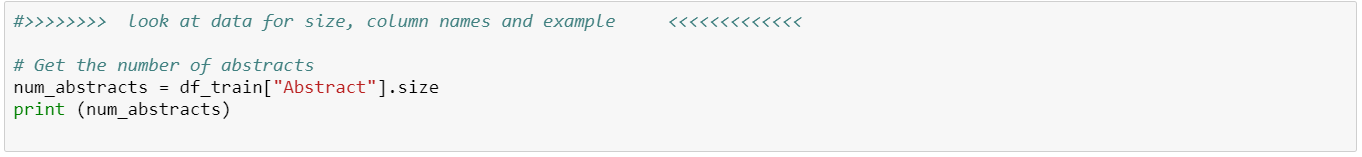 #>>>>>>>>  look at data for size, column names and example     <<<<<<<<<<<<<
# Get the number of abstracts
num_abstracts = df_train["Abstract"].size
print (num_abstracts)